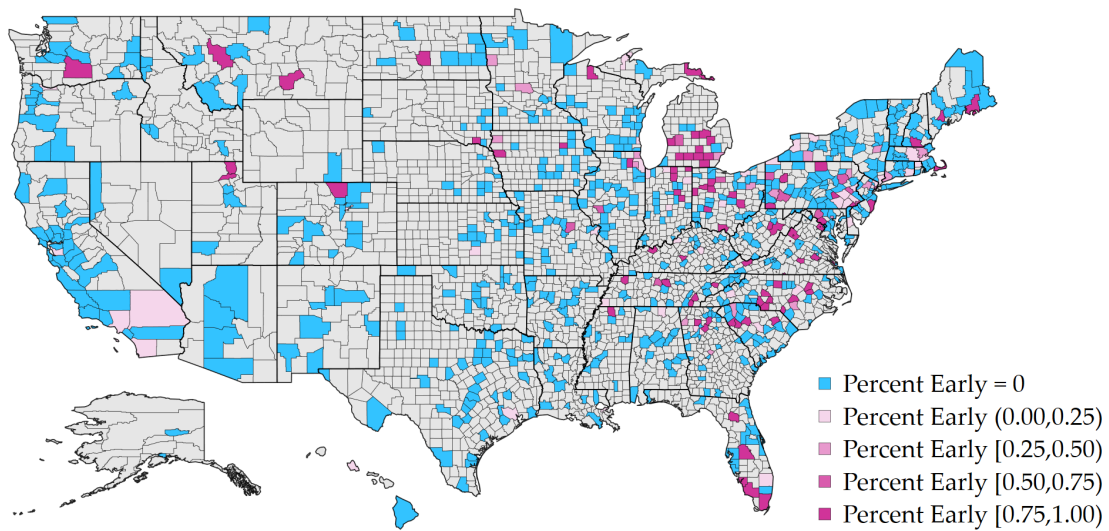 Percent Early = 0
Percent Early (0.00,0.25)
Percent Early [0.25,0.50)
Percent Early [0.50,0.75)
Percent Early [0.75,1.00)